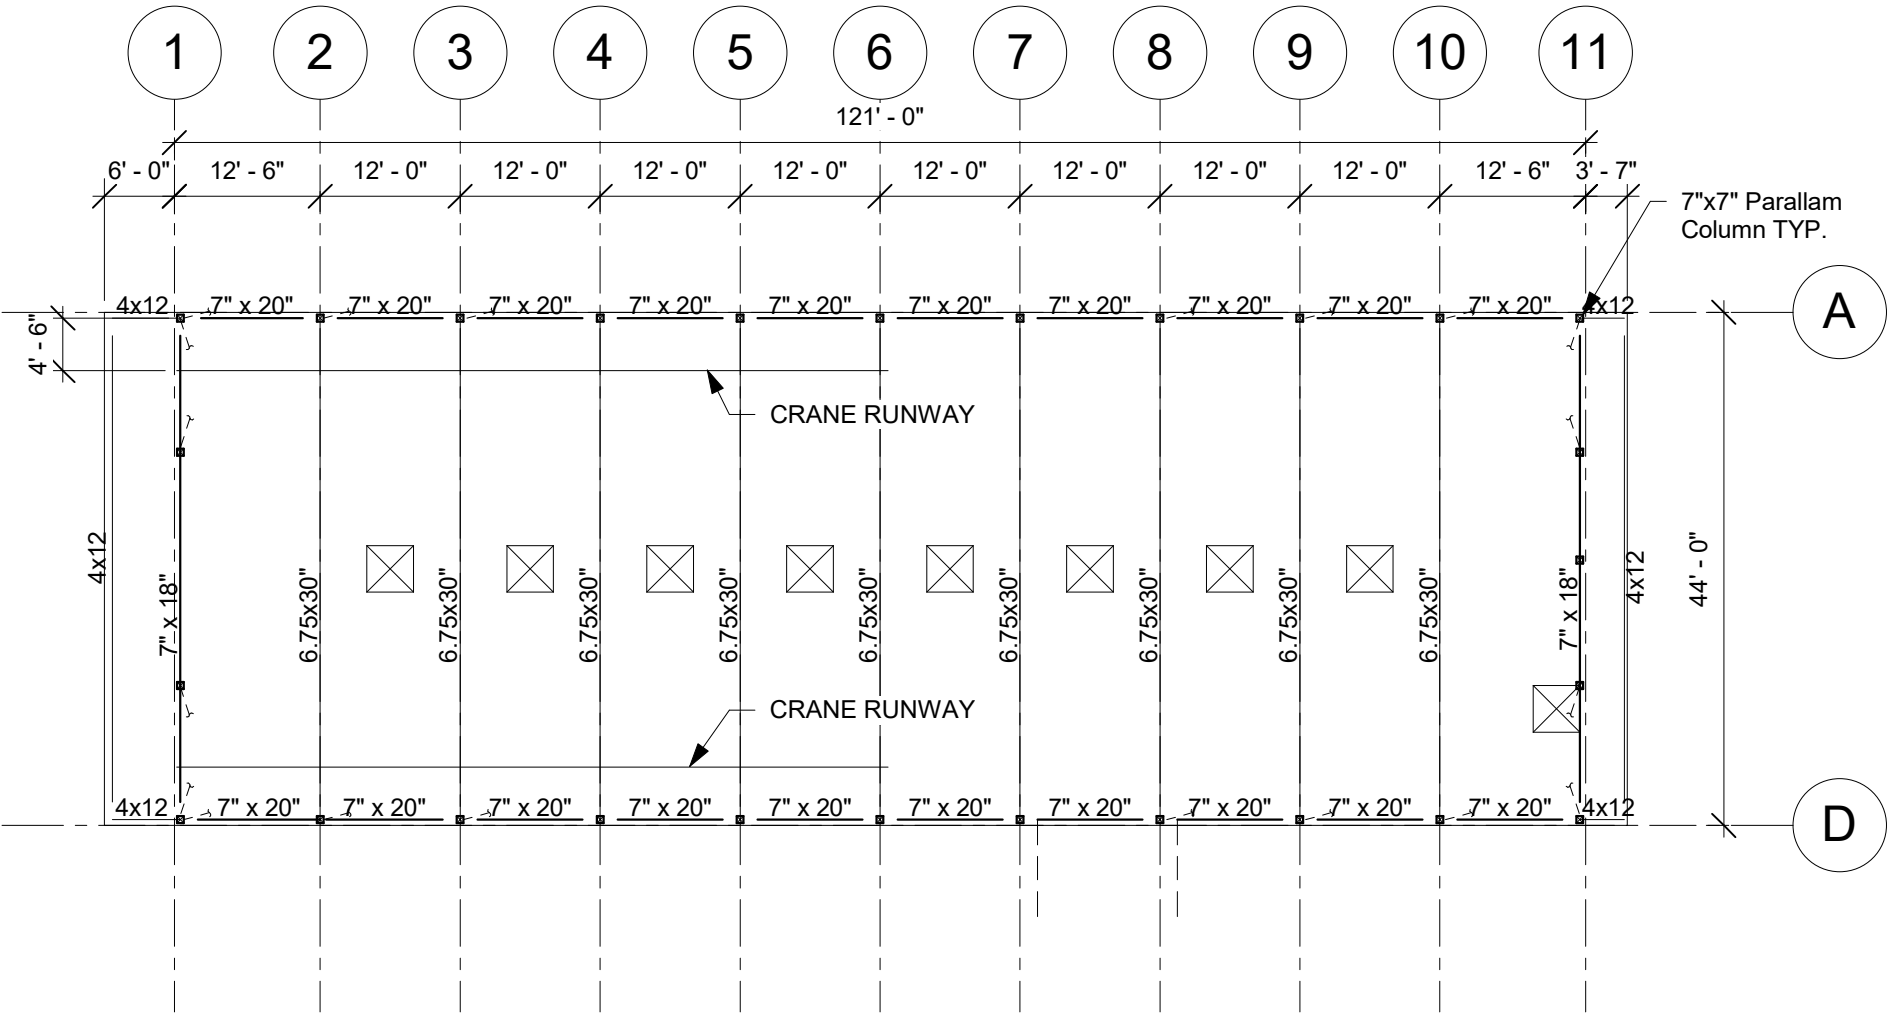 1 2 3 4 5 6 7 8 9 10 11
121' - 0"
6' - 0" 12' - 6" 12' - 0" 12' - 0" 12' - 0" 12' - 0" 12' - 0" 12' - 0" 12' - 0" 12' - 0" 12' - 6" 3' - 7"
7"x7" Parallam
Column TYP.
4x12 7" x 20" 7" x 20" 7" x 20" 7" x 20" 7" x 20" 7" x 20" 7" x 20" 7" x 20" 7" x 20" 7" x 20" 4x12
A
4' - 6"
CRANE RUNWAY
4x12
7" x 18"
6.75x30"
6.75x30"
6.75x30"
6.75x30"
6.75x30"
6.75x30"
6.75x30"
6.75x30"
6.75x30"
7" x 18"
4x12
44' - 0"
CRANE RUNWAY
4x12 7" x 20" 7" x 20" 7" x 20" 7" x 20" 7" x 20" 7" x 20" 7" x 20" 7" x 20" 7" x 20" 7" x 20" 4x12
D